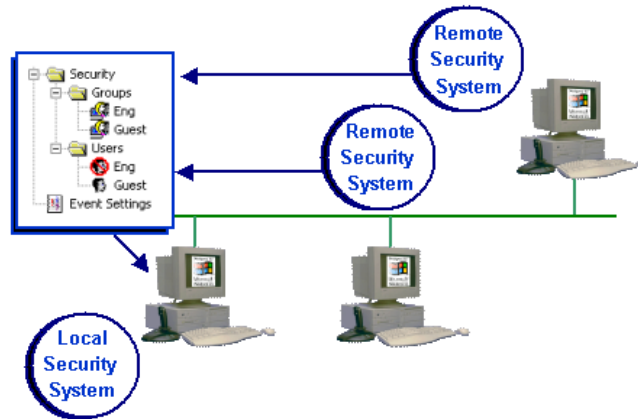 Remote
Security
System
Security
Groups
Eng
Guest
Users
Eng
Guest
Event Settings
Remote
Security
System
Local
Security
System